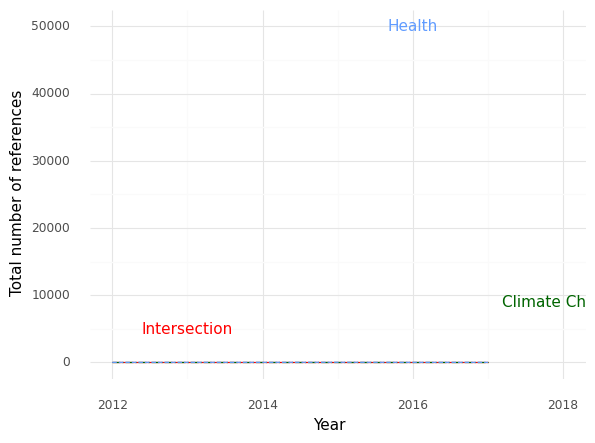 50000
Health
40000
30000
20000
10000
Climate Ch
Intersection
0
2012
2014
2016
2018
Year
Total number of references